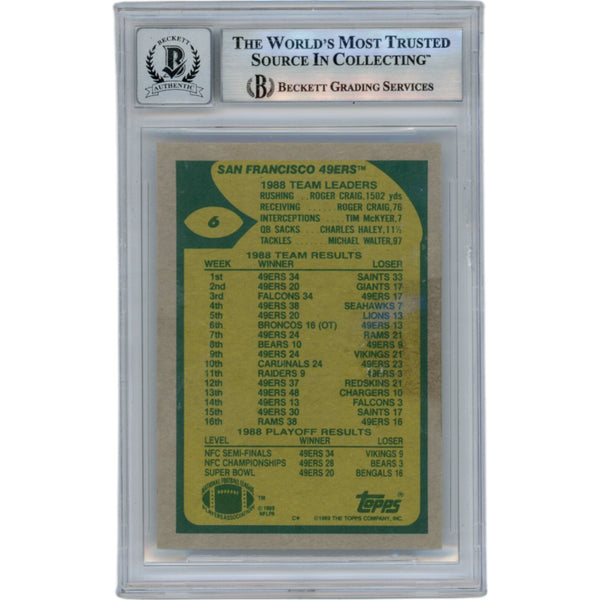 BECKETT
AUTHENTIC
THE WORLD'S MOST TRUSTED
SOURCE IN COLLECTING™
B BECKETT GRADING SERVICES
SAN FRANCISCO 49ERS™
6
1988 TEAM LEADERS
RUSHING . . . ROGER CRAIG, 1502 yds
RECEIVING . . . . . ROGER CRAIG, 76
INTERCEPTIONS . . . TIM McKYER, 7
QB SACKS . . CHARLES HALEY, 11½
TACKLES . . . . . MICHAEL WALTER, 97
1988 TEAM RESULTS
WEEK WINNER LOSER
1st 49ERS 34 SAINTS 33
2nd 49ERS 20 GIANTS 17
3rd FALCONS 34 49ERS 17
4th 49ERS 38 SEAHAWKS 7
5th 49ERS 20 LIONS 13
6th BRONCOS 16 (OT) 49ERS 13
7th 49ERS 24 RAMS 21
8th BEARS 10 49ERS 9
9th 49ERS 24 VIKINGS 21
10th CARDINALS 24 49ERS 23
11th RAIDERS 9 49ERS 3
12th 49ERS 37 REDSKINS 21
13th 49ERS 48 CHARGERS 10
14th 49ERS 13 FALCONS 3
15th 49ERS 30 SAINTS 17
16th RAMS 38 49ERS 16
1988 PLAYOFF RESULTS
LEVEL WINNER LOSER
NFC SEMI-FINALS 49ERS 34 VIKINGS 9
NFC CHAMPIONSHIPS 49ERS 28 BEARS 3
SUPER BOWL 49ERS 20 BENGALS 16
NATIONAL FOOTBALL LEAGUE
PLAYERS ASSOCIATION
™
© 1989
NFLPA
topps®
C* ©1989 THE TOPPS COMPANY, INC.